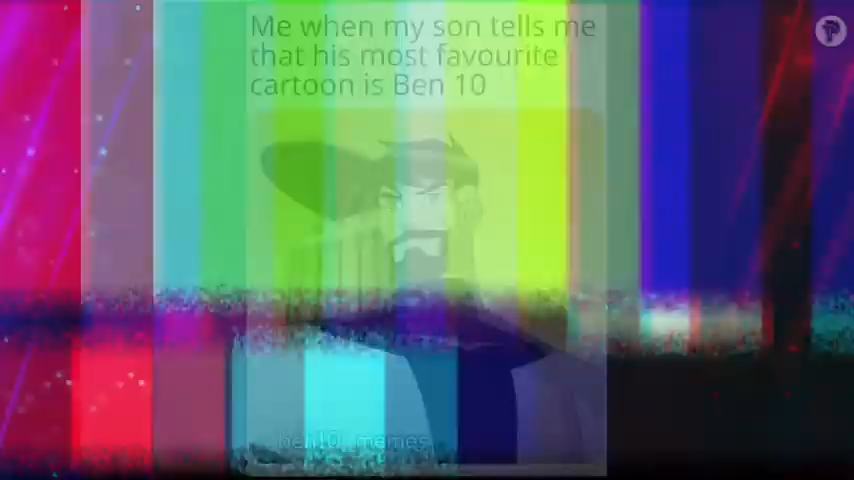 Me when my son tells me
that his most favourite
cartoon is Ben 10
ben10_memes